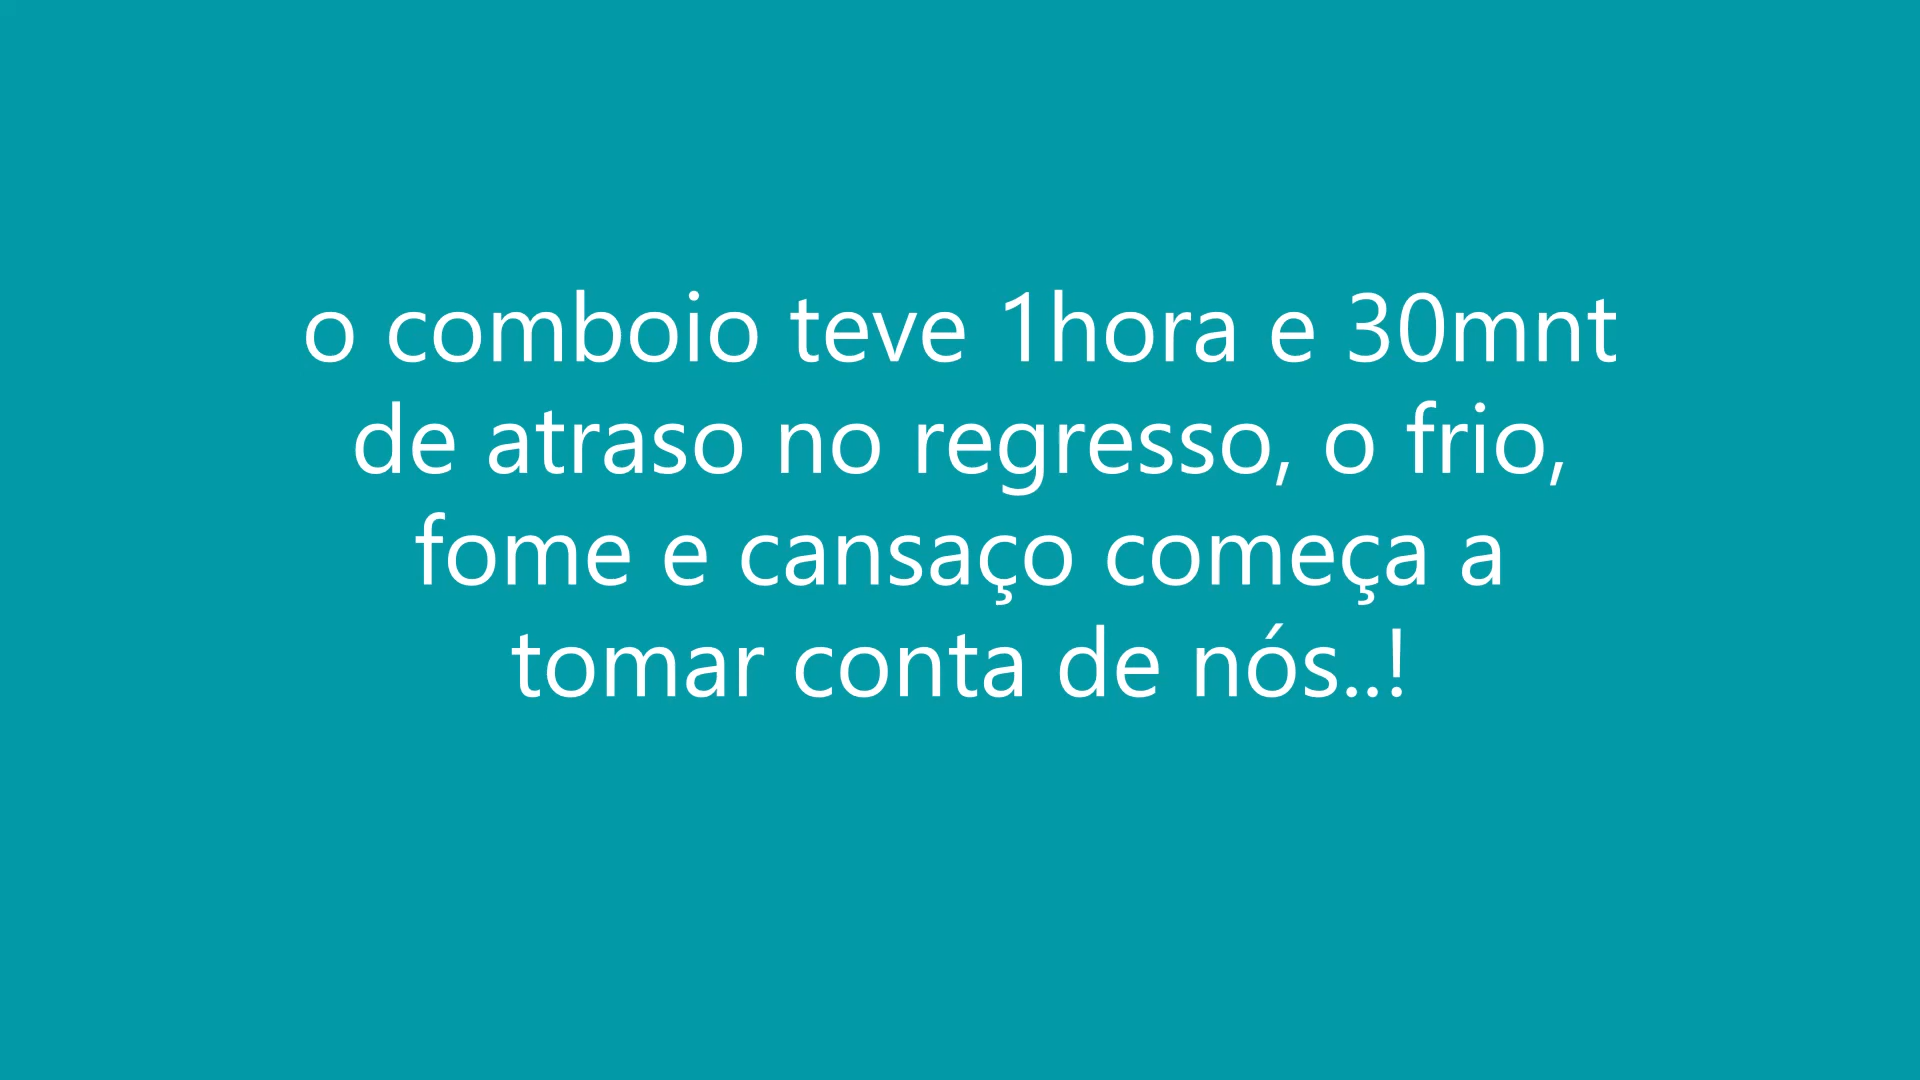 o comboio teve 1hora e 30mnt
de atraso no regresso, o frio,
fome e cansaço começa a
tomar conta de nós..!